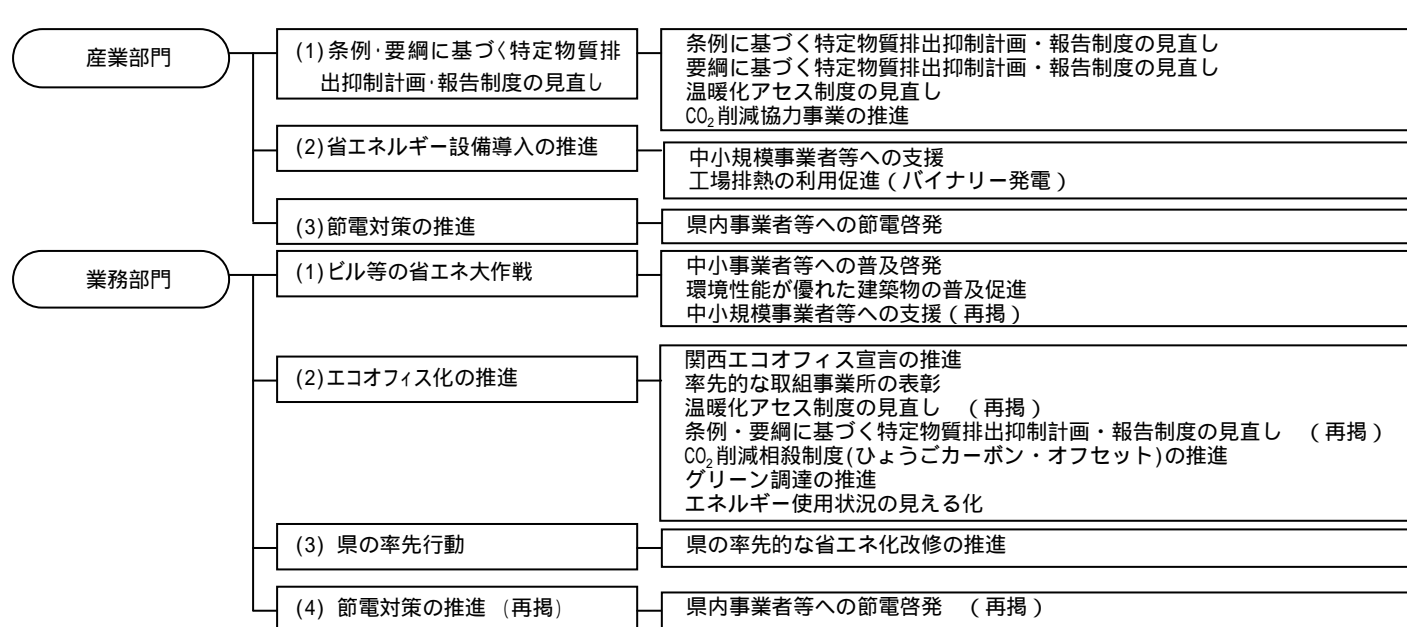 産業部門
(1)条例・要綱に基づく特定物質排
出抑制計画・報告制度の見直し
条例に基づく特定物質排出抑制計画・報告制度の見直し
要綱に基づく特定物質排出抑制計画・報告制度の見直し
温暖化アセス制度の見直し
CO₂削減協力事業の推進
(2)省エネルギー設備導入の推進
中小規模事業者等への支援
工場排熱の利用促進(バイナリー発電)
(3)節電対策の推進
県内事業者等への節電啓発
業務部門
(1)ビル等の省エネ大作戦
中小事業者等への普及啓発
環境性能が優れた建築物の普及促進
中小規模事業者等への支援(再掲)
(2)エコオフィス化の推進
関西エコオフィス宣言の推進
率先的な取組事業所の表彰
温暖化アセス制度の見直し (再掲)
条例・要綱に基づく特定物質排出抑制計画・報告制度の見直し (再掲)
CO₂削減相殺制度(ひょうごカーボン・オフセット)の推進
グリーン調達の推進
エネルギー使用状況の見える化
(3) 県の率先行動
県の率先的な省エネ化改修の推進
(4) 節電対策の推進 (再掲)
県内事業者等への節電啓発 (再掲)